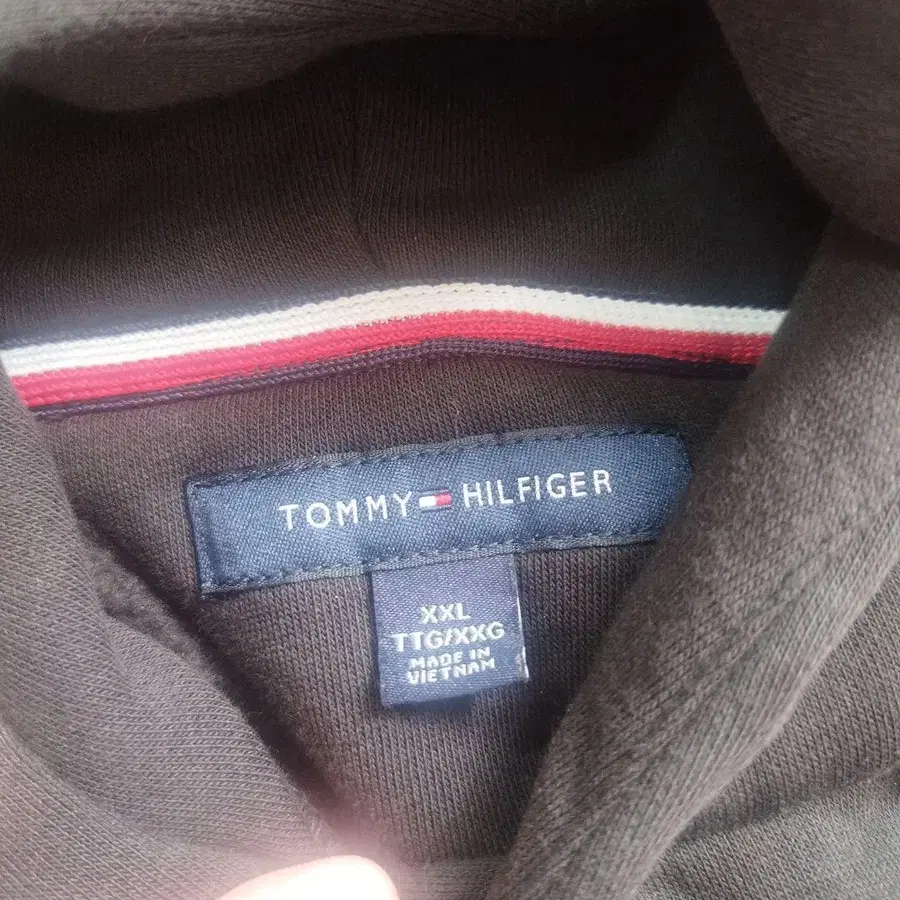 TOMMY HILFIGER
XXL
TTG/XXG
MADE IN
VIETNAM